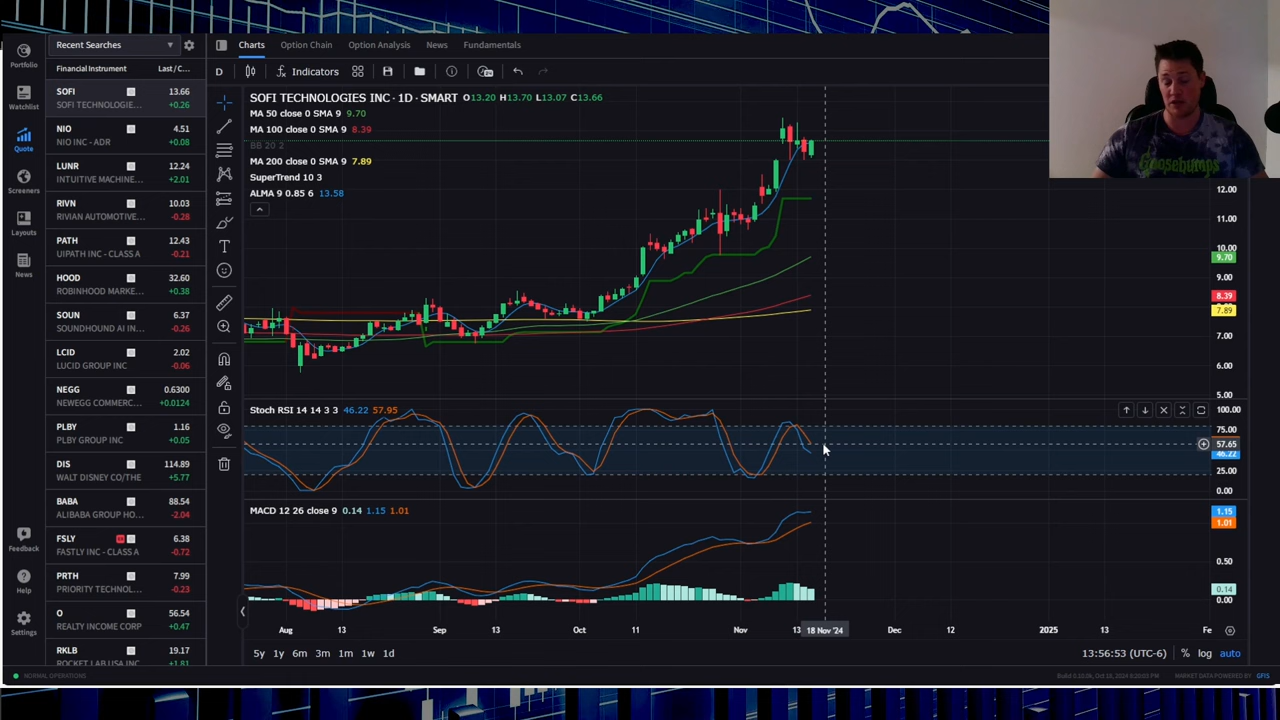 Recent Searches
Financial Instrument Last / C...
SOFI 13.66
SOFI TECHNOLOGIE... +0.26
NIO 4.51
NIO INC - ADR +0.08
LUNR 12.24
INTUITIVE MACHINE... +2.01
RIVN 10.03
RIVIAN AUTOMOTIVE... -0.28
PATH 12.43
UIPATH INC - CLASS A -0.21
HOOD 32.60
ROBINHOOD MARKE... +0.38
SOUN 6.37
SOUNDHOUND AI IN... -0.26
LCID 2.02
LUCID GROUP INC -0.06
NEGG 0.6300
NEWEGG COMMERC... +0.0124
PLBY 1.16
PLBY GROUP INC +0.05
DIS 114.89
WALT DISNEY CO/THE +5.77
BABA 88.54
ALIBABA GROUP HO... -2.04
FSLY 6.38
FASTLY INC - CLASS A -0.72
PRTH 7.99
PRIORITY TECHNOL... -0.23
O 56.54
REALTY INCOME CORP +0.47
RKLB 19.17
ROCKET LAB USA INC +1.81
Portfolio
Watchlist
Quote
Screeners
Layouts
News
Feedback
Help
Settings
Charts Option Chain Option Analysis News Fundamentals
D Indicators
SOFI TECHNOLOGIES INC · 1D · SMART O13.20 H13.70 L13.07 C13.66
MA 50 close 0 SMA 9 9.70
MA 100 close 0 SMA 9 8.39
BB 20 2
MA 200 close 0 SMA 9 7.89
SuperTrend 10 3
ALMA 9 0.85 6 13.58
12.00
11.00
10.00
9.70
9.00
8.39
7.89
7.00
6.00
5.00
Stoch RSI 14 14 3 3 46.22 57.95
100.00
75.00
57.65
46.22
25.00
0.00
MACD 12 26 close 9 0.14 1.15 1.01
1.15
1.01
0.50
0.14
0.00
Aug 13 Sep 13 Oct 11 Nov 13 18 Nov '24 Dec 12 2025 13 Fe
5y 1y 6m 3m 1m 1w 1d 13:56:53 (UTC-6) % log auto
NORMAL OPERATIONS
MARKET DATA POWERED BY GFIS
Goosebumps